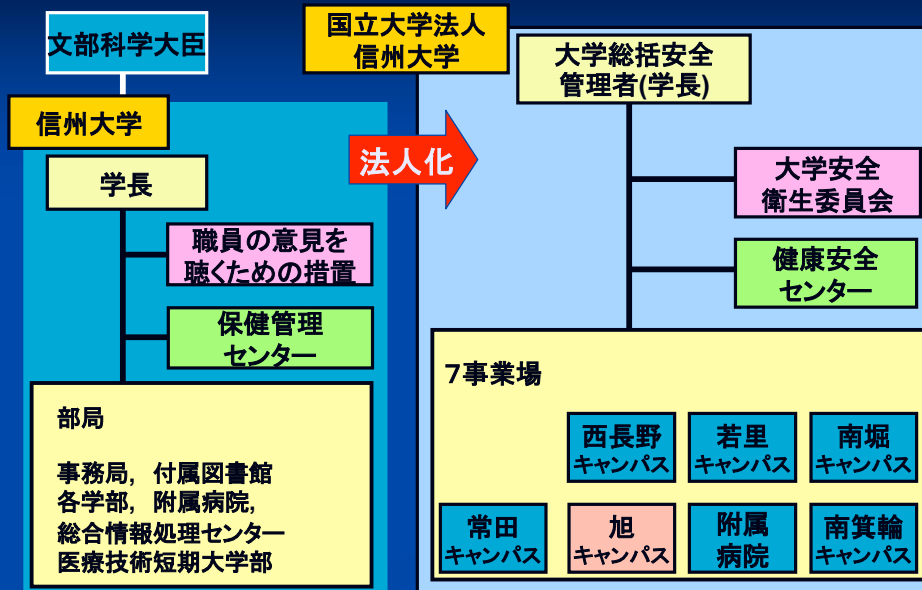 文部科学大臣
信州大学
学長
職員の意見を
聴くための措置
保健管理
センター
部局
事務局，付属図書館
各学部，附属病院，
総合情報処理センター
医療技術短期大学部
法人化
国立大学法人
信州大学
大学総括安全
管理者(学長)
大学安全
衛生委員会
健康安全
センター
7事業場
西長野
キャンパス
若里
キャンパス
南堀
キャンパス
常田
キャンパス
旭
キャンパス
附属
病院
南箕輪
キャンパス